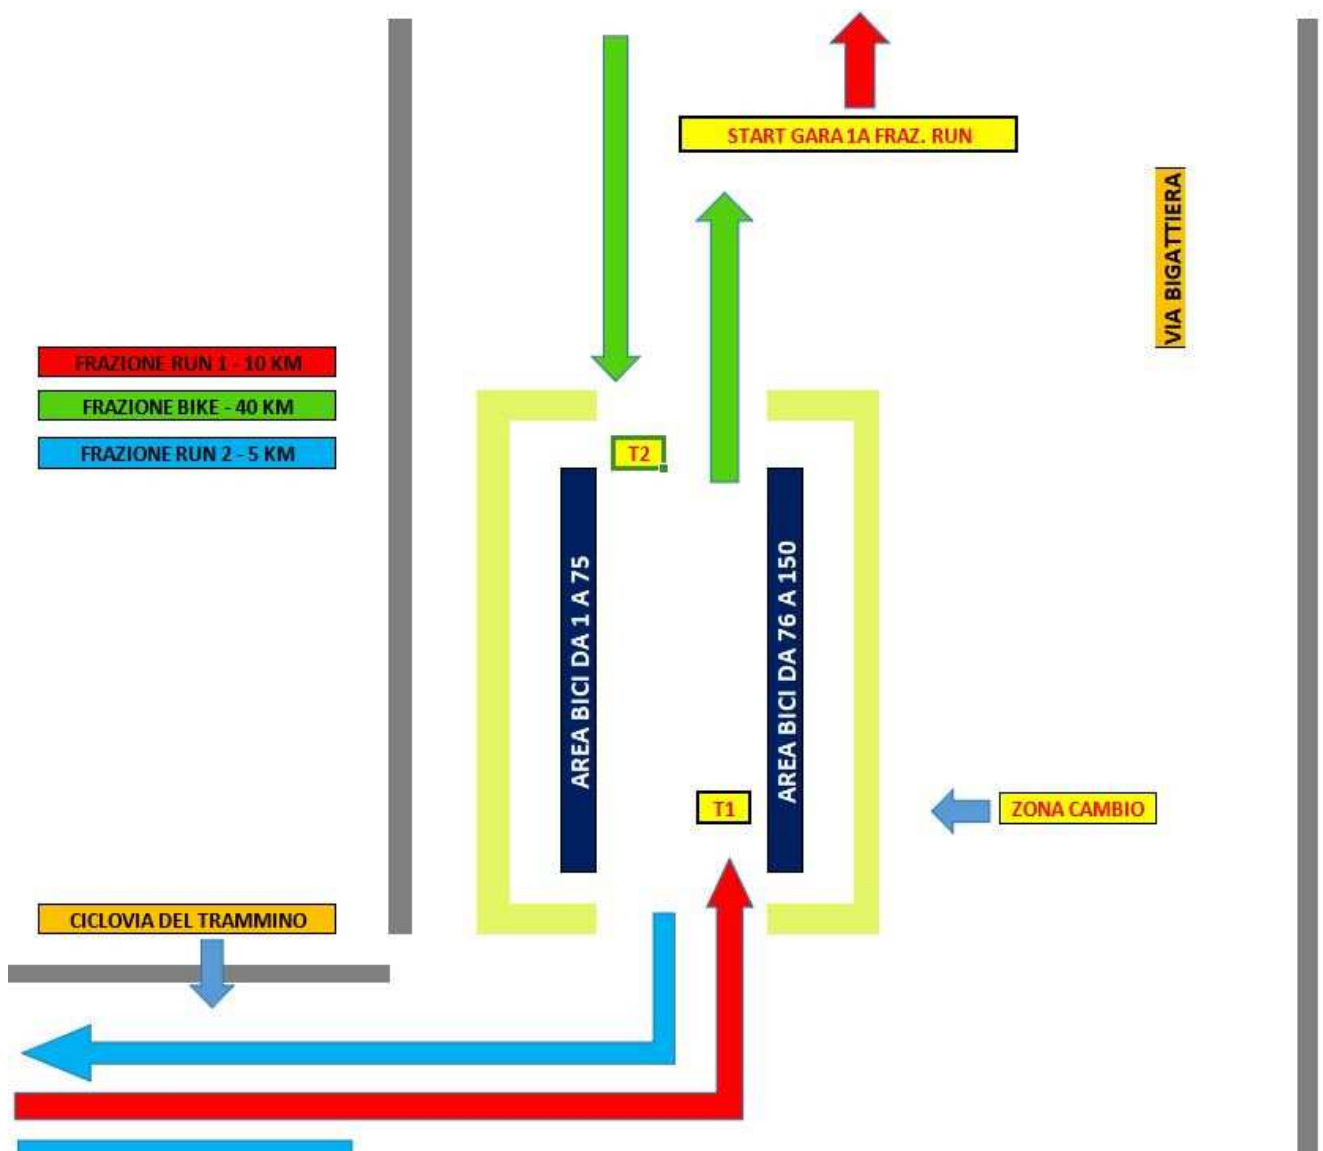 START GARA 1A FRAZ. RUN
VIA BIGATTIERA
FRAZIONE RUN 1 - 10 KM
FRAZIONE BIKE - 40 KM
FRAZIONE RUN 2 - 5 KM
T2
AREA BICI DA 1 A 75
AREA BICI DA 76 A 150
T1
ZONA CAMBIO
CICLOVIA DEL TRAMMINO